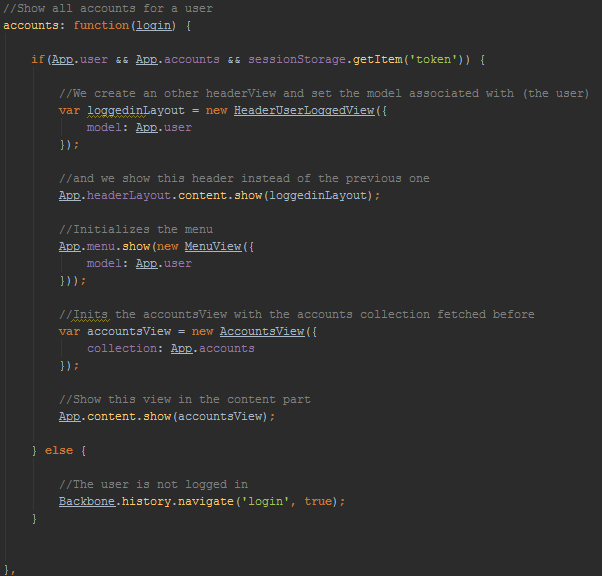 //Show all accounts for a user
accounts: function(login) {
if(App.user && App.accounts && sessionStorage.getItem('token')) {
//We create an other headerView and set the model associated with (the user)
var loggedinLayout = new HeaderUserLoggedView({
model: App.user
});
//and we show this header instead of the previous one
App.headerLayout.content.show(loggedinLayout);
//Initializes the menu
App.menu.show(new MenuView({
model: App.user
}));
//Inits the accountsView with the accounts collection fetched before
var accountsView = new AccountsView({
collection: App.accounts
});
//Show this view in the content part
App.content.show(accountsView);
} else {
//The user is not logged in
Backbone.history.navigate('login', true);
}
},